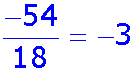 -54/18 = -3